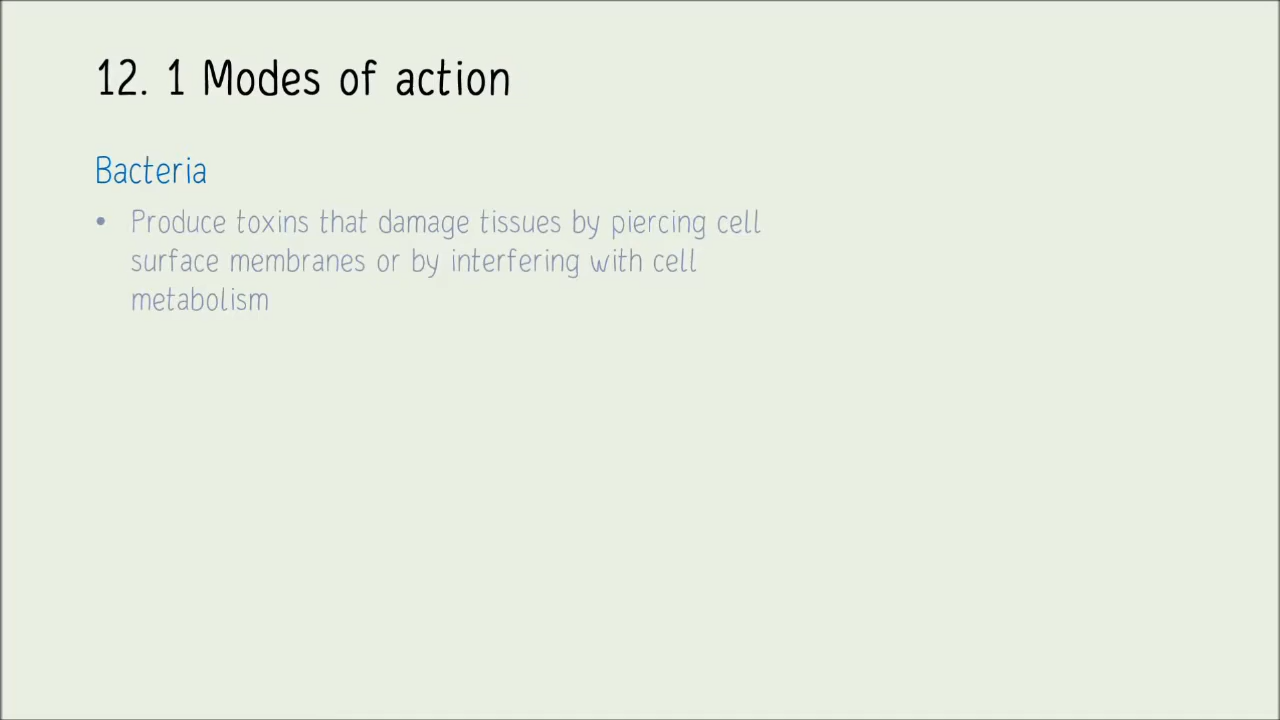 12. 1 Modes of action
Bacteria
• Produce toxins that damage tissues by piercing cell
surface membranes or by interfering with cell
metabolism